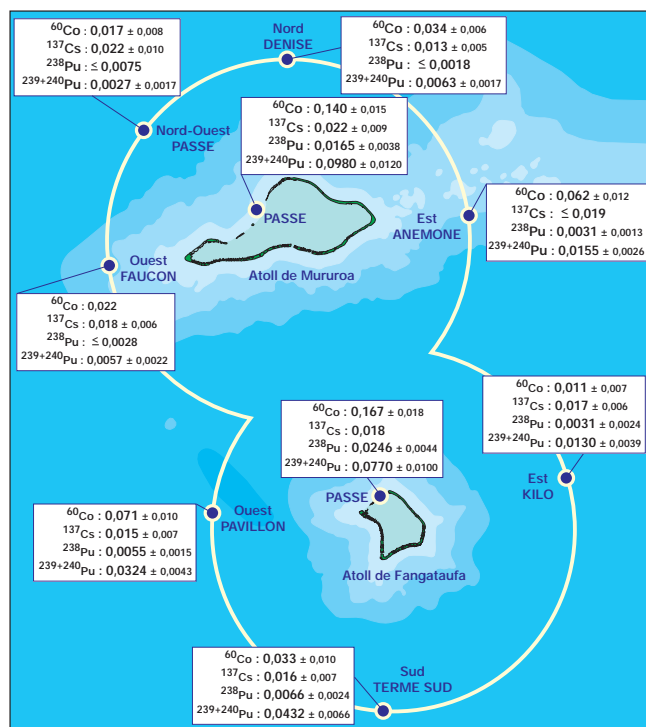 ⁶⁰Co : 0,017 ± 0,008
¹³⁷Cs : 0,022 ± 0,010
²³⁸Pu : ≤ 0,0075
²³⁹⁺²⁴⁰Pu : 0,0027 ± 0,0017
Nord
DENISE
⁶⁰Co : 0,034 ± 0,006
¹³⁷Cs : 0,013 ± 0,005
²³⁸Pu : ≤ 0,0018
²³⁹⁺²⁴⁰Pu : 0,0063 ± 0,0017
Nord-Ouest
PASSE
⁶⁰Co : 0,140 ± 0,015
¹³⁷Cs : 0,022 ± 0,009
²³⁸Pu : 0,0165 ± 0,0038
²³⁹⁺²⁴⁰Pu : 0,0980 ± 0,0120
PASSE
Atoll de Mururoa
Est
ANEMONE
⁶⁰Co : 0,062 ± 0,012
¹³⁷Cs : ≤ 0,019
²³⁸Pu : 0,0031 ± 0,0013
²³⁹⁺²⁴⁰Pu : 0,0155 ± 0,0026
Ouest
FAUCON
⁶⁰Co : 0,022
¹³⁷Cs : 0,018 ± 0,006
²³⁸Pu : ≤ 0,0028
²³⁹⁺²⁴⁰Pu : 0,0057 ± 0,0022
⁶⁰Co : 0,167 ± 0,018
¹³⁷Cs : 0,018
²³⁸Pu : 0,0246 ± 0,0044
²³⁹⁺²⁴⁰Pu : 0,0770 ± 0,0100
PASSE
Atoll de Fangataufa
⁶⁰Co : 0,011 ± 0,007
¹³⁷Cs : 0,017 ± 0,006
²³⁸Pu : 0,0031 ± 0,0024
²³⁹⁺²⁴⁰Pu : 0,0130 ± 0,0039
Est
KILO
Ouest
PAVILLON
⁶⁰Co : 0,071 ± 0,010
¹³⁷Cs : 0,015 ± 0,007
²³⁸Pu : 0,0055 ± 0,0015
²³⁹⁺²⁴⁰Pu : 0,0324 ± 0,0043
⁶⁰Co : 0,033 ± 0,010
¹³⁷Cs : 0,016 ± 0,007
²³⁸Pu : 0,0066 ± 0,0024
²³⁹⁺²⁴⁰Pu : 0,0432 ± 0,0066
Sud
TERME SUD